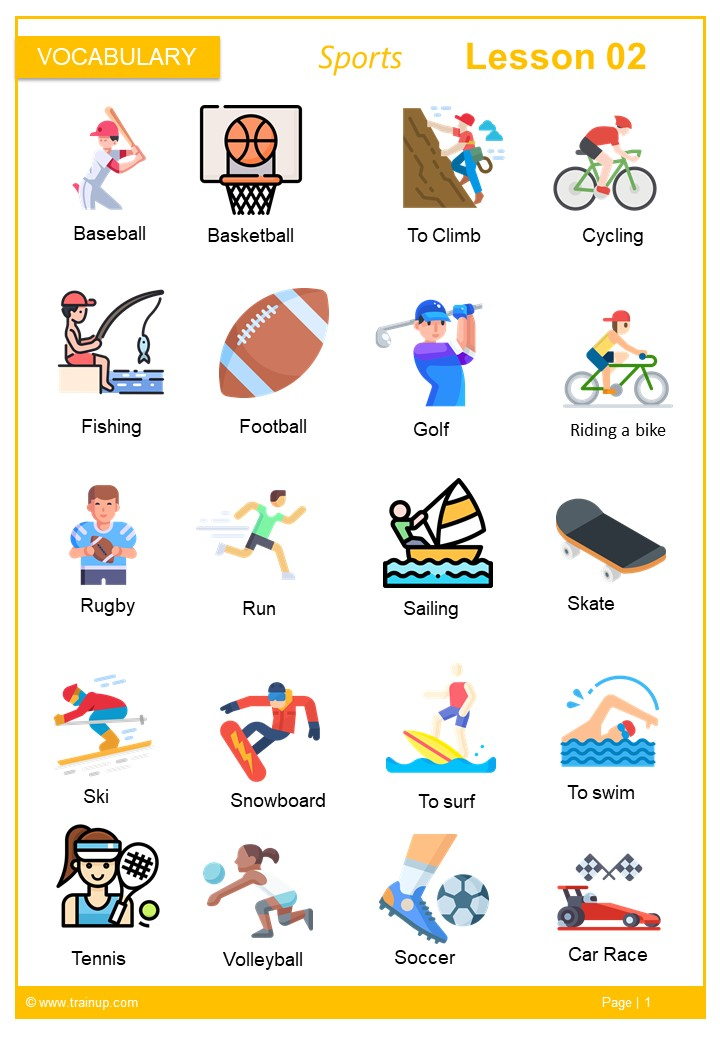 VOCABULARY
Sports
Lesson 02
Baseball
Basketball
To Climb
Cycling
Fishing
Football
Golf
Riding a bike
Rugby
Run
Sailing
Skate
Ski
Snowboard
To surf
To swim
Tennis
Volleyball
Soccer
Car Race
© www.trainup.com
Page | 1